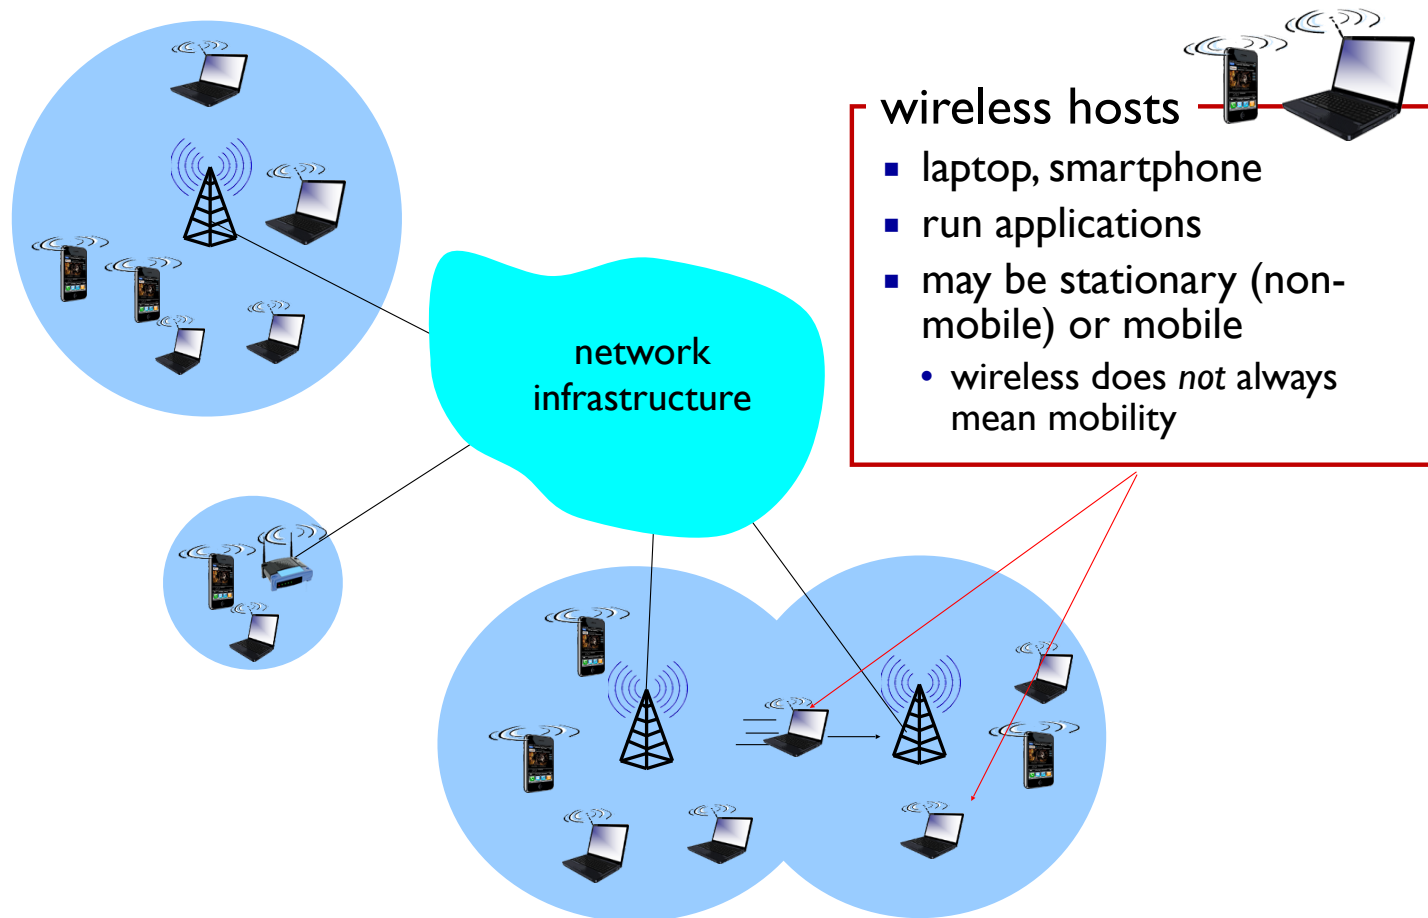 wireless hosts
▪ laptop, smartphone
▪ run applications
▪ may be stationary (non-
mobile) or mobile
• wireless does not always
mean mobility
network
infrastructure